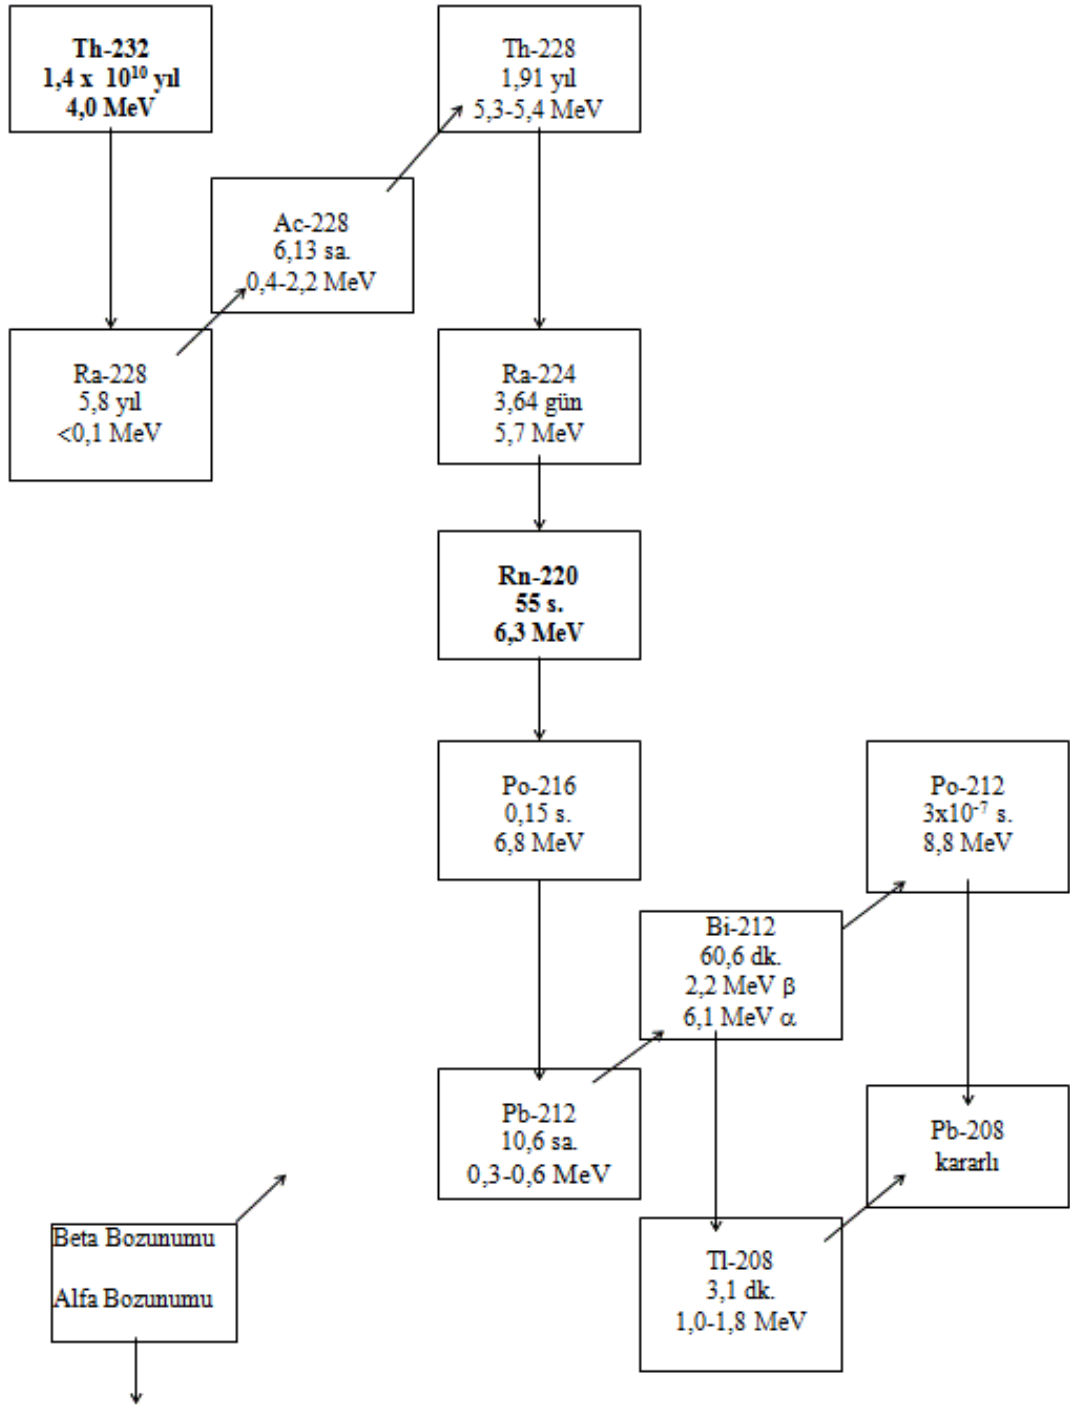 Th-232
1,4 x 10¹⁰ yıl
4,0 MeV
Th-228
1,91 yıl
5,3-5,4 MeV
Ac-228
6,13 sa.
0,4-2,2 MeV
Ra-228
5,8 yıl
<0,1 MeV
Ra-224
3,64 gün
5,7 MeV
Rn-220
55 s.
6,3 MeV
Po-216
0,15 s.
6,8 MeV
Po-212
3x10⁻⁷ s.
8,8 MeV
Bi-212
60,6 dk.
2,2 MeV β
6,1 MeV α
Pb-212
10,6 sa.
0,3-0,6 MeV
Pb-208
kararlı
Beta Bozunumu
Alfa Bozunumu
Tl-208
3,1 dk.
1,0-1,8 MeV